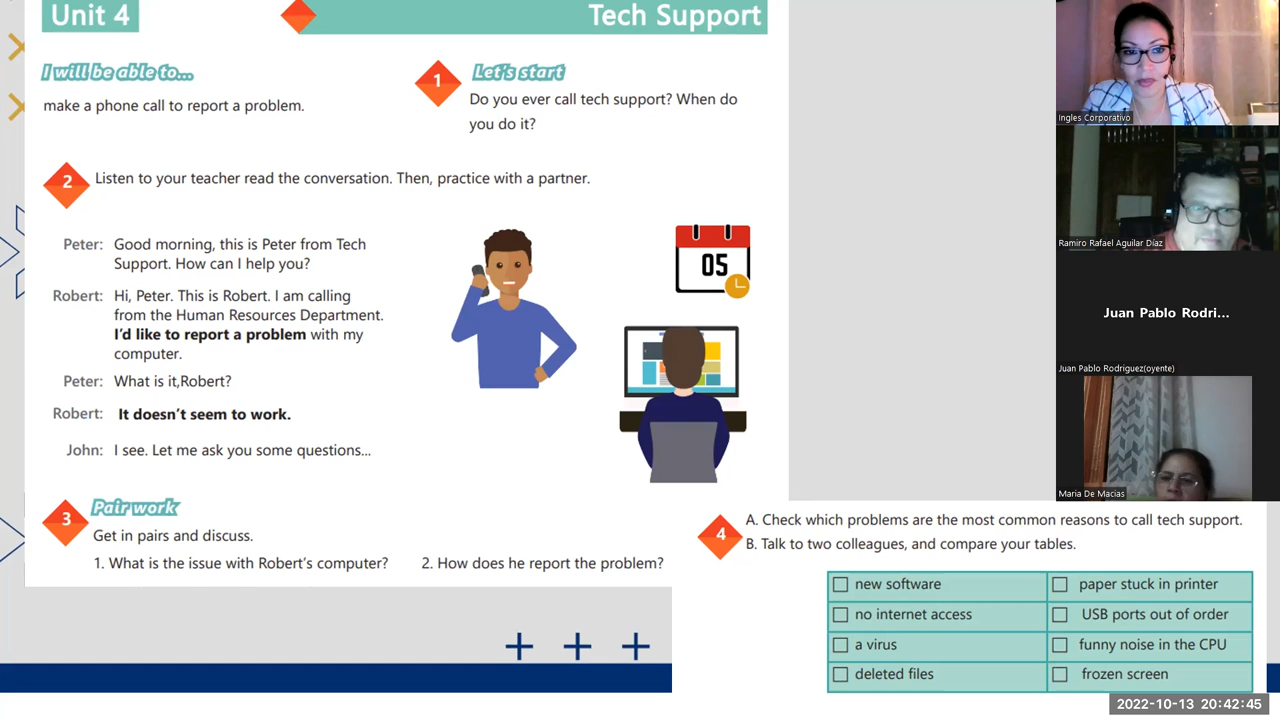 Unit 4
Tech Support
I will be able to...
make a phone call to report a problem.
1
Let's start
Do you ever call tech support? When do
you do it?
2
Listen to your teacher read the conversation. Then, practice with a partner.
Peter: Good morning, this is Peter from Tech
Support. How can I help you?
Robert: Hi, Peter. This is Robert. I am calling
from the Human Resources Department.
I'd like to report a problem with my
computer.
Peter: What is it,Robert?
Robert: It doesn't seem to work.
John: I see. Let me ask you some questions...
05
3
Pair work
Get in pairs and discuss.
1. What is the issue with Robert's computer?
2. How does he report the problem?
4
A. Check which problems are the most common reasons to call tech support.
B. Talk to two colleagues, and compare your tables.
new software
paper stuck in printer
no internet access
USB ports out of order
a virus
funny noise in the CPU
deleted files
frozen screen
Ingles Corporativo
Ramiro Rafael Aguilar Díaz
Juan Pablo Rodri...
Juan Pablo Rodriguez(oyente)
Maria De Macias
2022-10-13 20:42:45